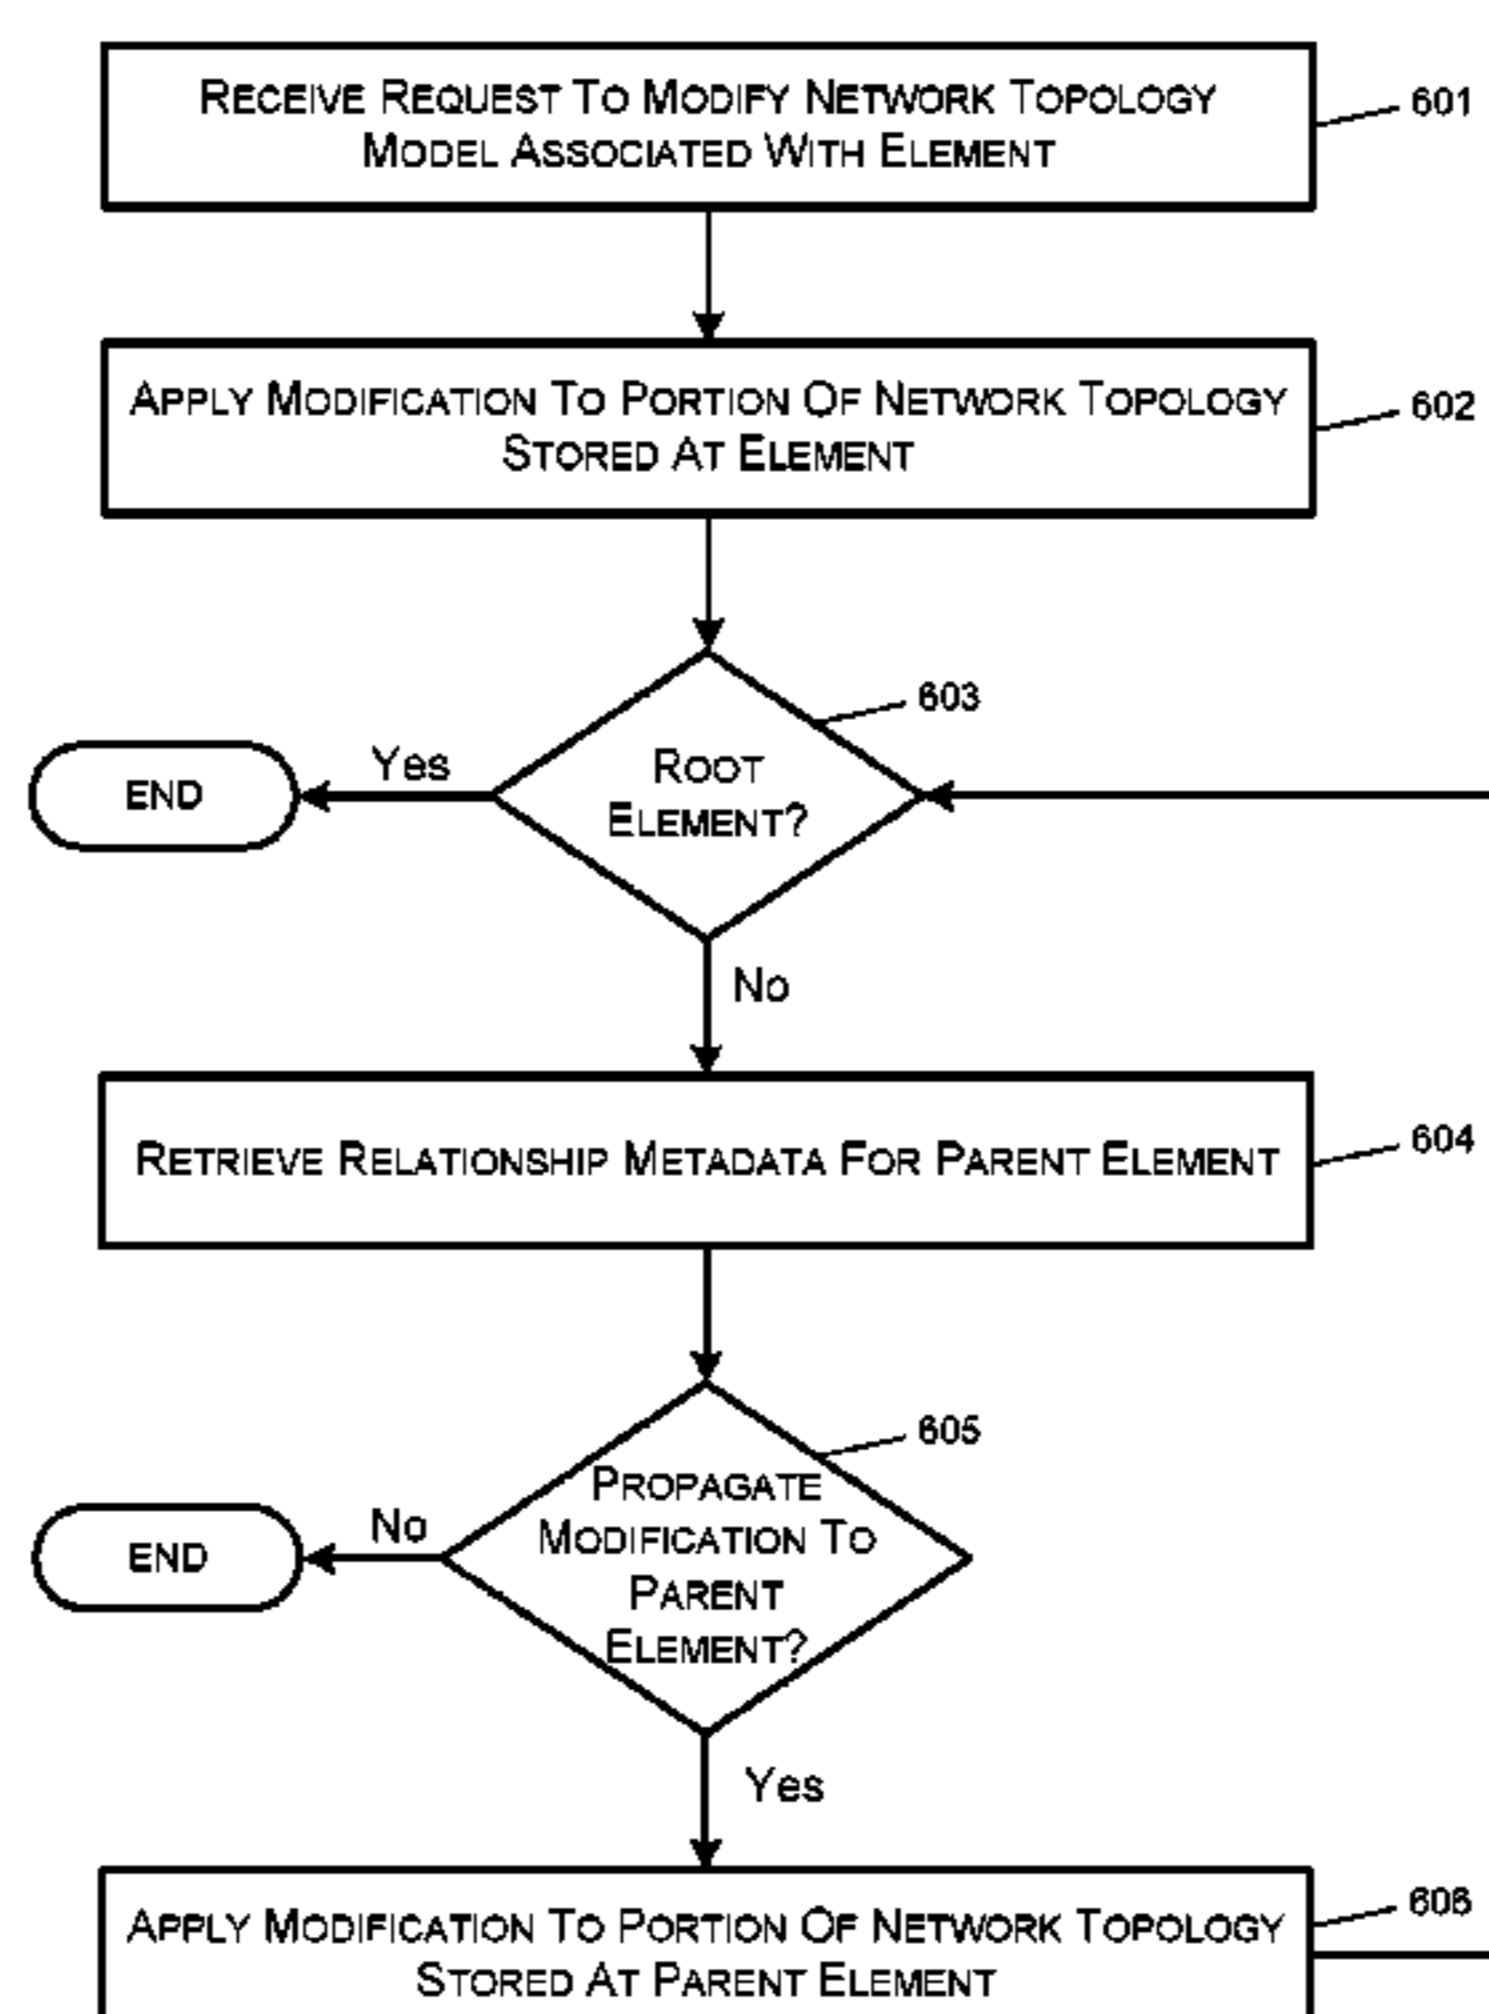 RECEIVE REQUEST TO MODIFY NETWORK TOPOLOGY
MODEL ASSOCIATED WITH ELEMENT
601
APPLY MODIFICATION TO PORTION OF NETWORK TOPOLOGY
STORED AT ELEMENT
602
603
ROOT
ELEMENT?
Yes
END
No
RETRIEVE RELATIONSHIP METADATA FOR PARENT ELEMENT
604
605
PROPAGATE
MODIFICATION TO
PARENT
ELEMENT?
No
END
Yes
APPLY MODIFICATION TO PORTION OF NETWORK TOPOLOGY
STORED AT PARENT ELEMENT
606